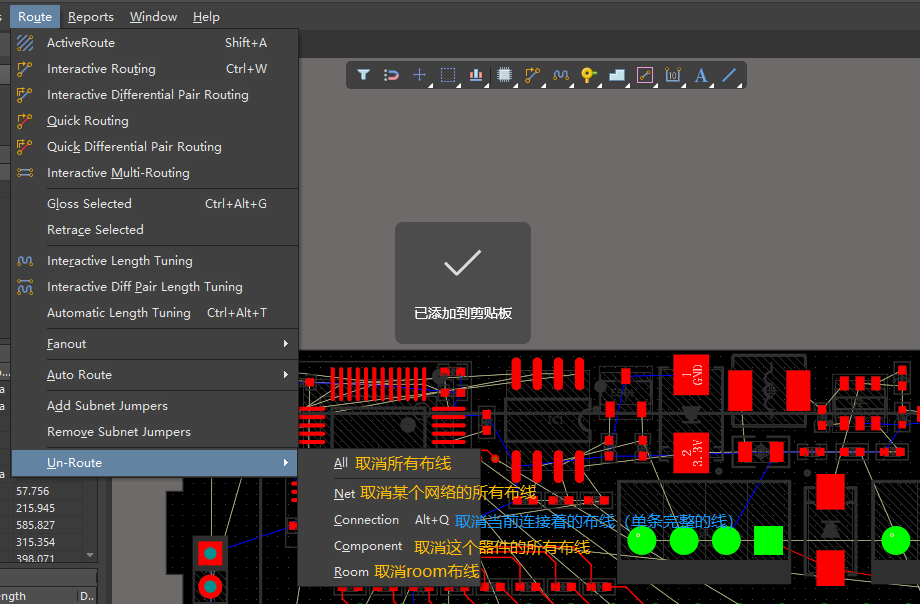 Route Reports Window Help
ActiveRoute Shift+A
Interactive Routing Ctrl+W
Interactive Differential Pair Routing
Quick Routing
Quick Differential Pair Routing
Interactive Multi-Routing
Gloss Selected Ctrl+Alt+G
Retrace Selected
Interactive Length Tuning
Interactive Diff Pair Length Tuning
Automatic Length Tuning Ctrl+Alt+T
Fanout
Auto Route
Add Subnet Jumpers
Remove Subnet Jumpers
Un-Route
All 取消所有布线
Net 取消某个网络的所有布线
Connection Alt+Q 取消当前连接着的布线（单条完整的线）
Component 取消这个器件的所有布线
Room 取消room布线
已添加到剪贴板
1 GND
2 3.3V
57.756
215.945
585.827
315.354
398.071
ength D..